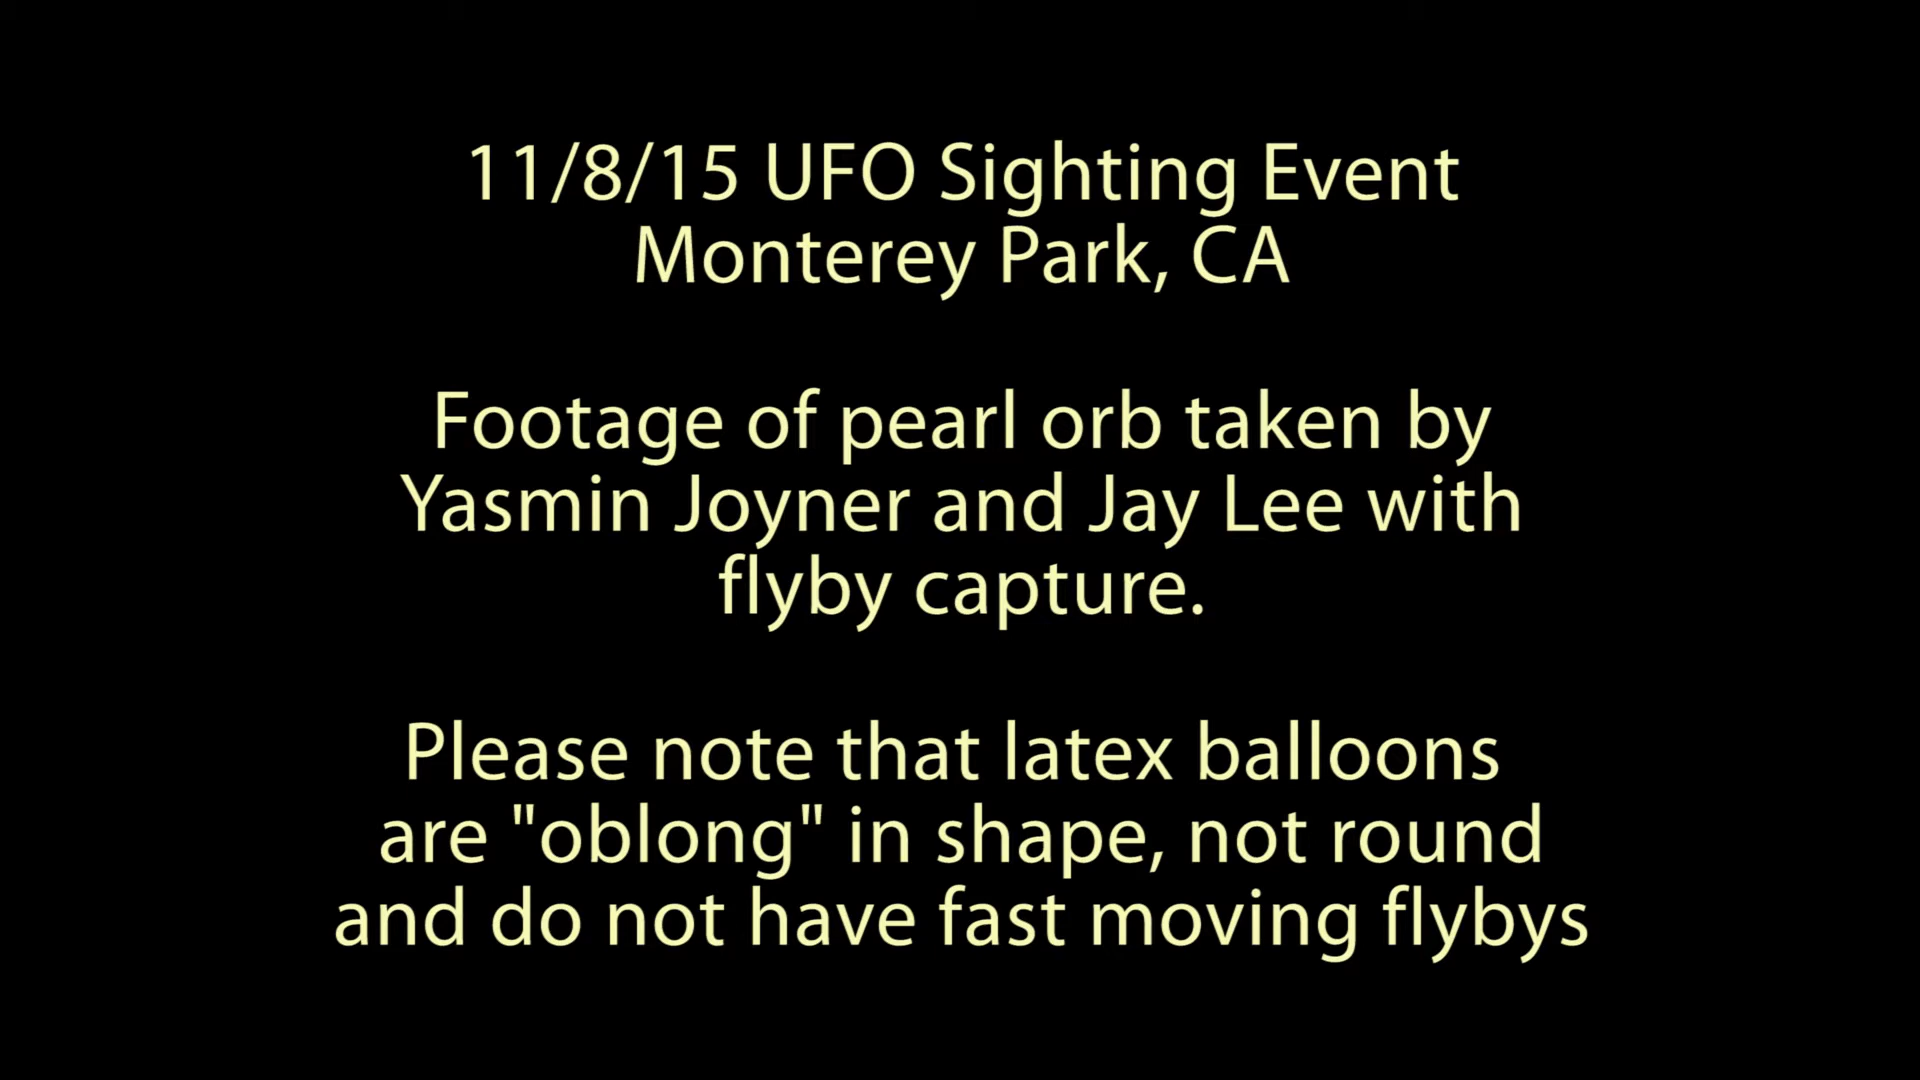 11/8/15 UFO Sighting Event
Monterey Park, CA
Footage of pearl orb taken by
Yasmin Joyner and Jay Lee with
flyby capture.
Please note that latex balloons
are "oblong" in shape, not round
and do not have fast moving flybys